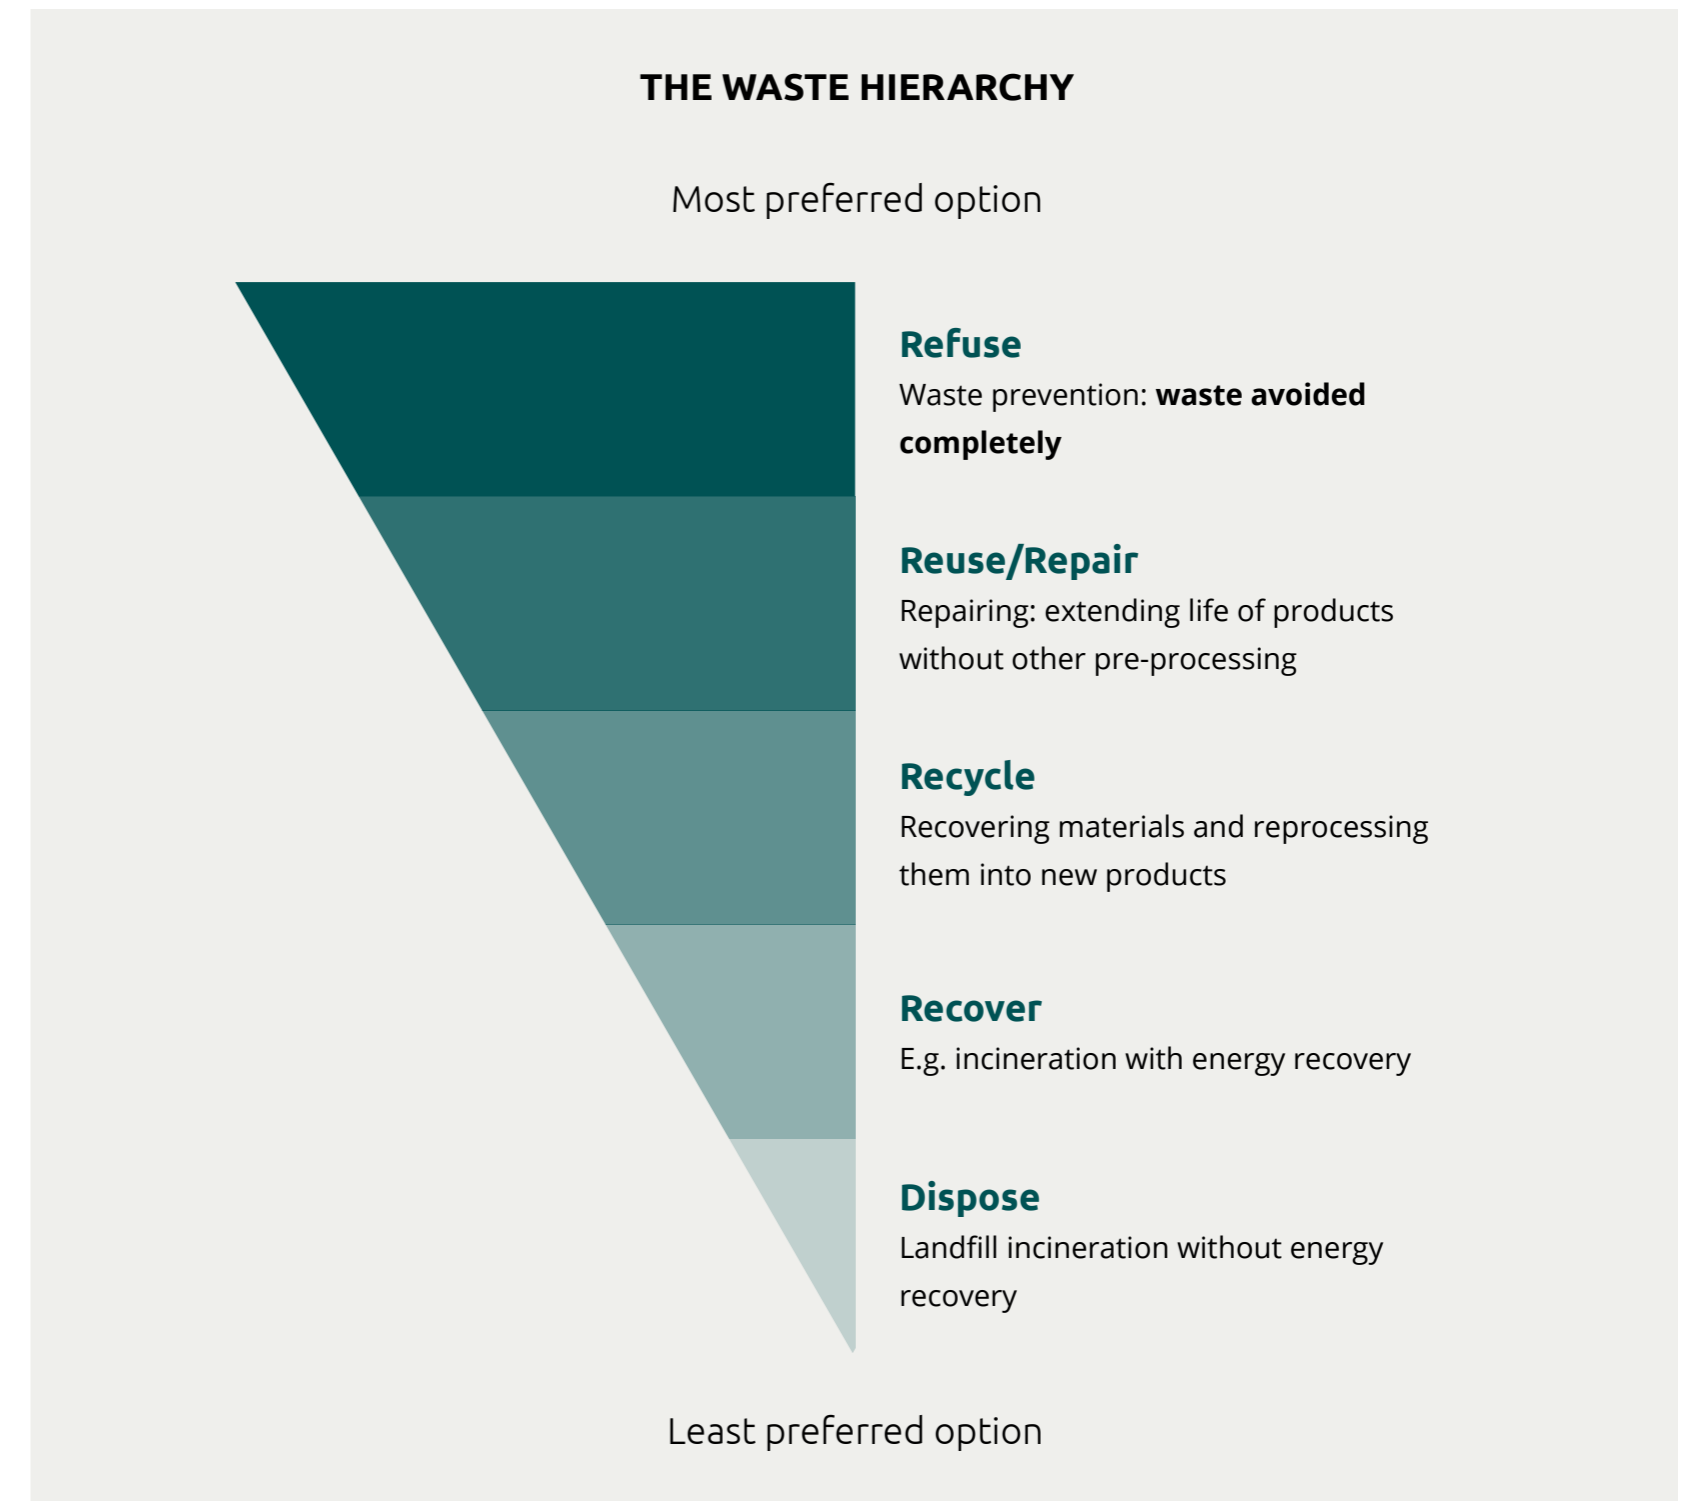 THE WASTE HIERARCHY
Most preferred option
Refuse
Waste prevention: waste avoided
completely
Reuse/Repair
Repairing: extending life of products
without other pre-processing
Recycle
Recovering materials and reprocessing
them into new products
Recover
E.g. incineration with energy recovery
Dispose
Landfill incineration without energy
recovery
Least preferred option